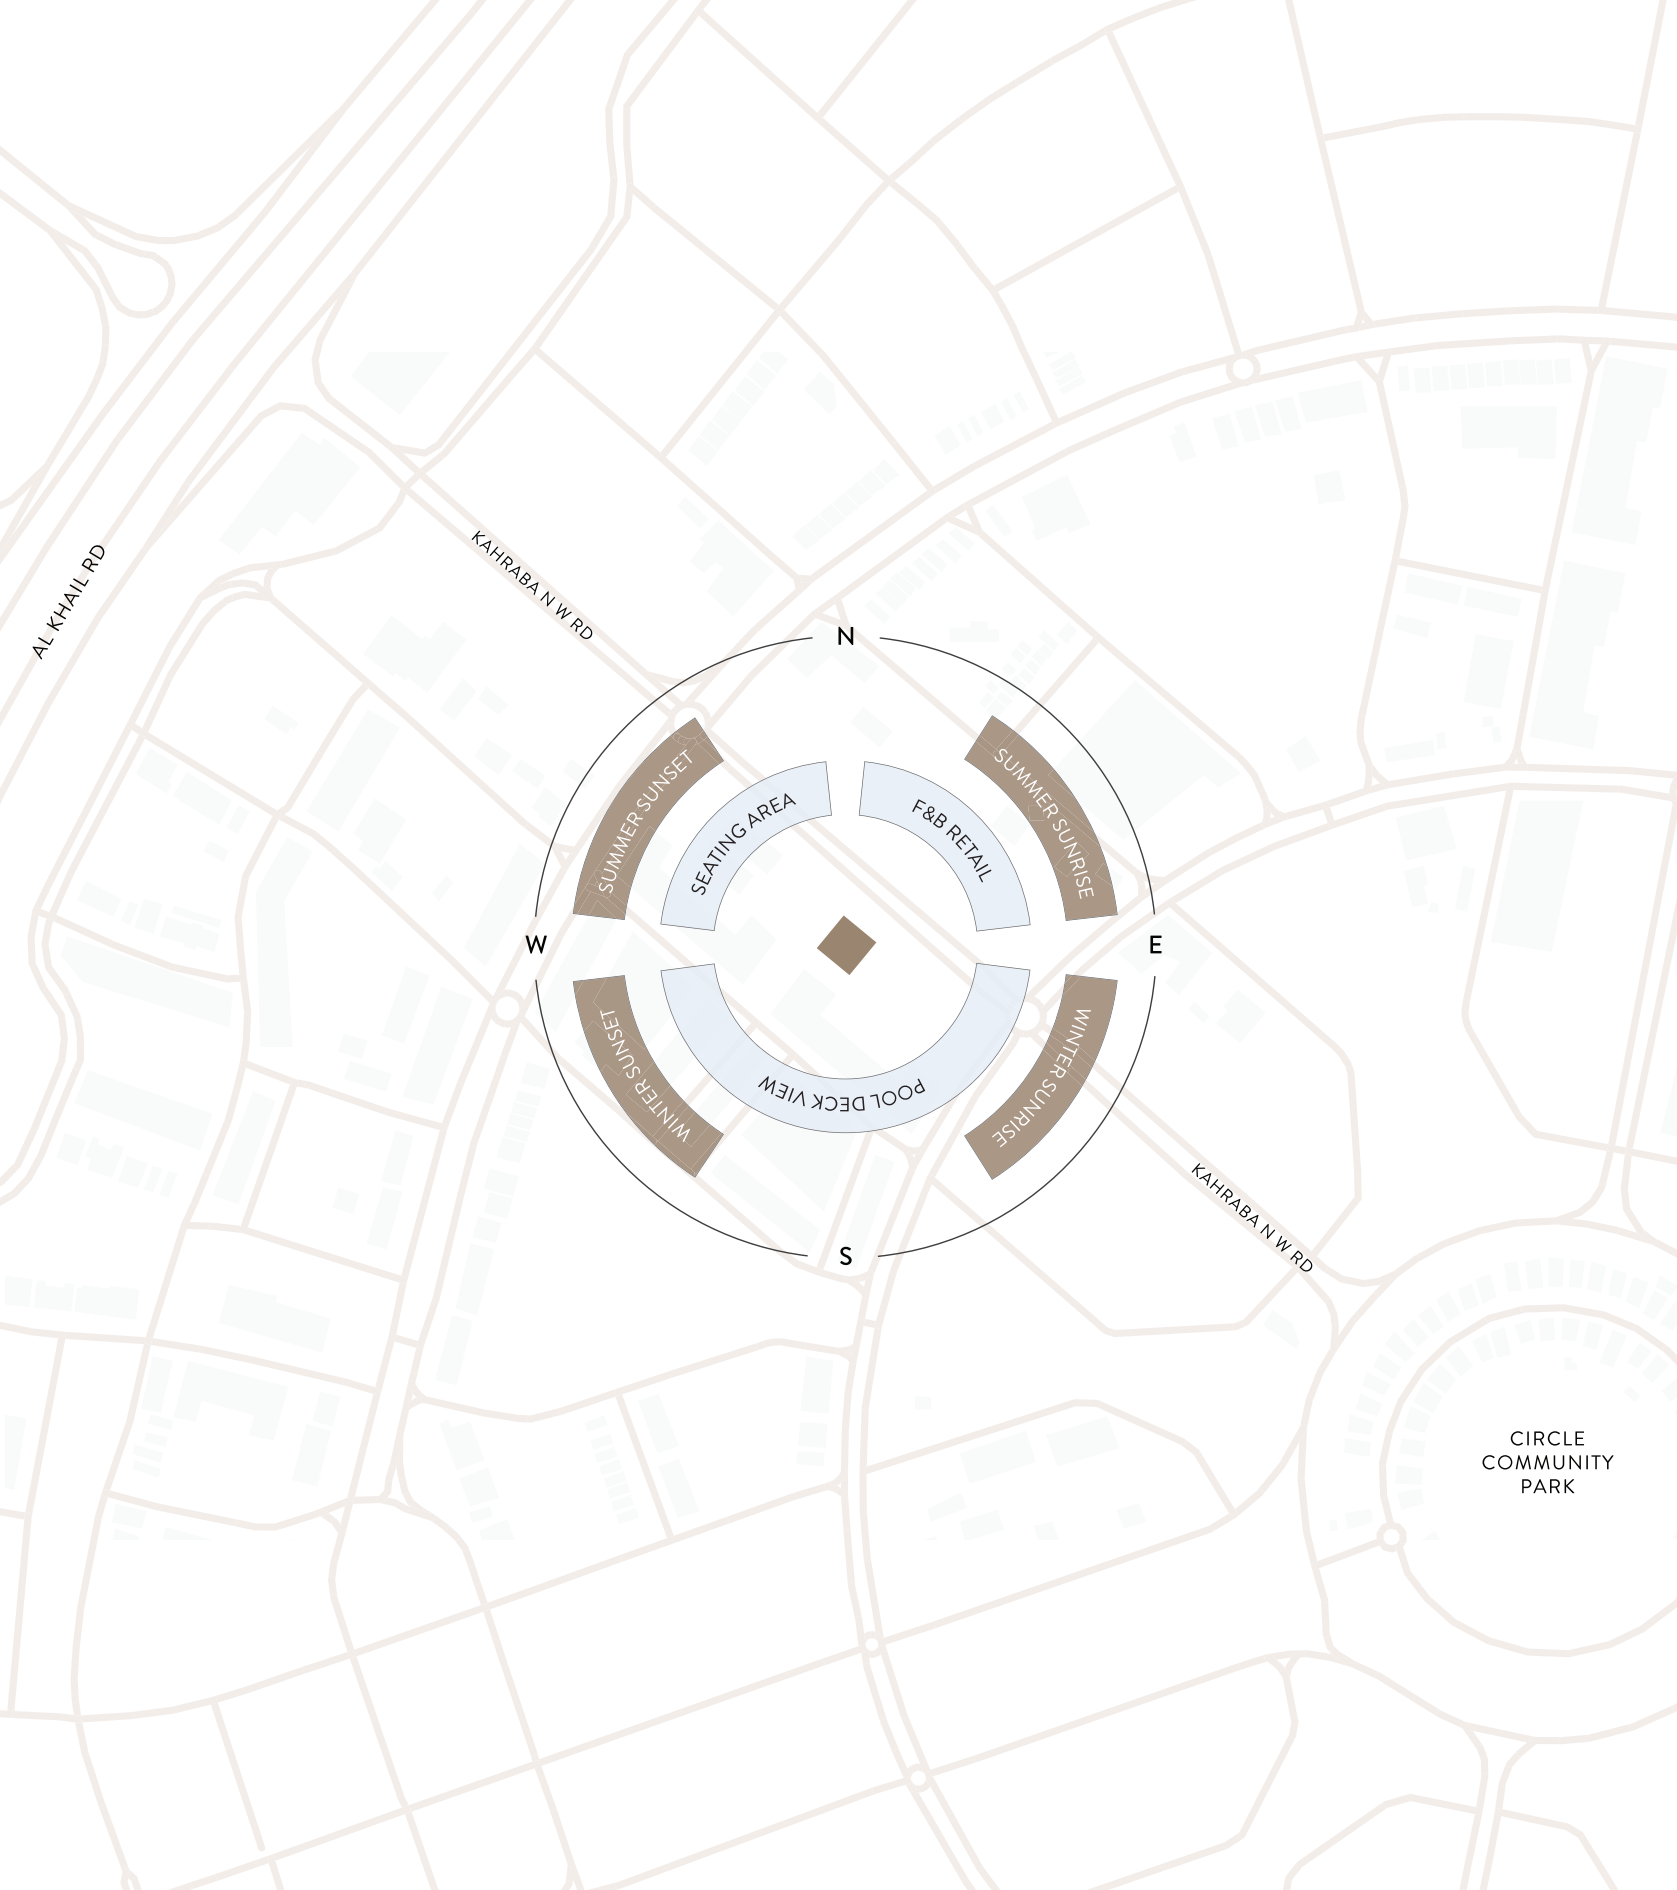 KAHRABA N W RD
AL KHAIL RD
N
SUMMER SUNSET
SUMMER SUNRISE
SEATING AREA
F&B RETAIL
W
E
WINTER SUNSET
WINTER SUNRISE
POOL DECK VIEW
S
KAHRABA N W RD
CIRCLE
COMMUNITY
PARK